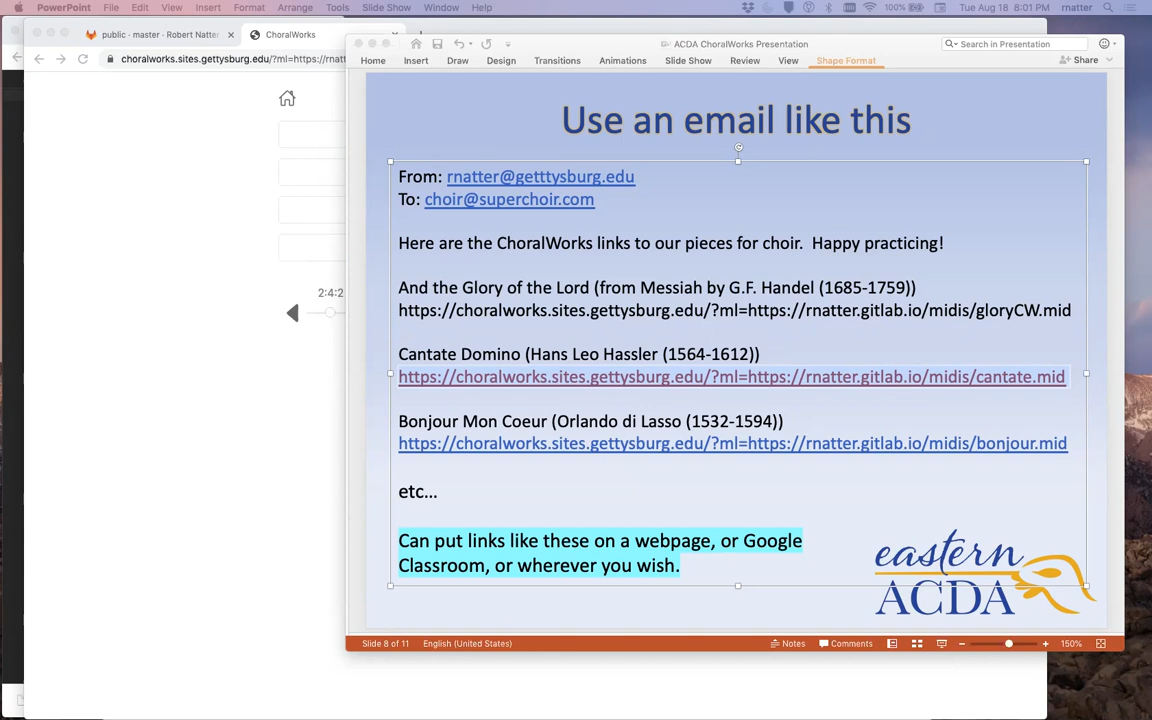 PowerPoint File Edit View Insert Format Arrange Tools Slide Show Window Help 100% Tue Aug 18 8:01 PM rnatter
public · master · Robert Natter × ChoralWorks
choralworks.sites.gettysburg.edu/?ml=https://rnatt
ACDA ChoralWorks Presentation Search in Presentation
Home Insert Draw Design Transitions Animations Slide Show Review View Shape Format Share
Use an email like this
From: rnatter@getttysburg.edu
To: choir@superchoir.com
Here are the ChoralWorks links to our pieces for choir. Happy practicing!
And the Glory of the Lord (from Messiah by G.F. Handel (1685-1759))
https://choralworks.sites.gettysburg.edu/?ml=https://rnatter.gitlab.io/midis/gloryCW.mid
Cantate Domino (Hans Leo Hassler (1564-1612))
https://choralworks.sites.gettysburg.edu/?ml=https://rnatter.gitlab.io/midis/cantate.mid
Bonjour Mon Coeur (Orlando di Lasso (1532-1594))
https://choralworks.sites.gettysburg.edu/?ml=https://rnatter.gitlab.io/midis/bonjour.mid
etc...
Can put links like these on a webpage, or Google
Classroom, or wherever you wish.
eastern
ACDA
2:4:2
Slide 8 of 11 English (United States) Notes Comments 150%